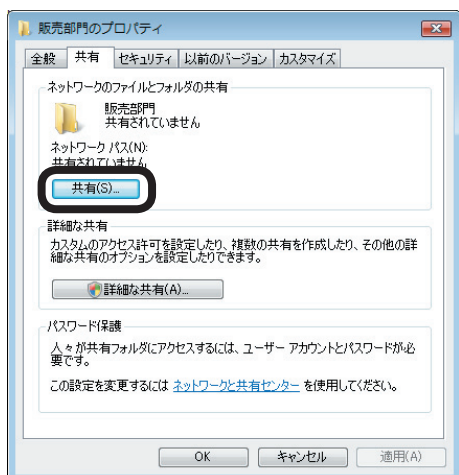 販売部門のプロパティ
全般 共有 セキュリティ 以前のバージョン カスタマイズ
ネットワークのファイルとフォルダの共有
販売部門
共有されていません
ネットワーク パス(N):
共有されていません
共有(S)...
詳細な共有
カスタムのアクセス許可を設定したり、複数の共有を作成したり、その他の詳
細な共有のオプションを設定したりできます。
詳細な共有(A)...
パスワード保護
人々が共有フォルダにアクセスするには、ユーザー アカウントとパスワードが必
要です。
この設定を変更するには ネットワークと共有センター を使用してください。
OK キャンセル 適用(A)